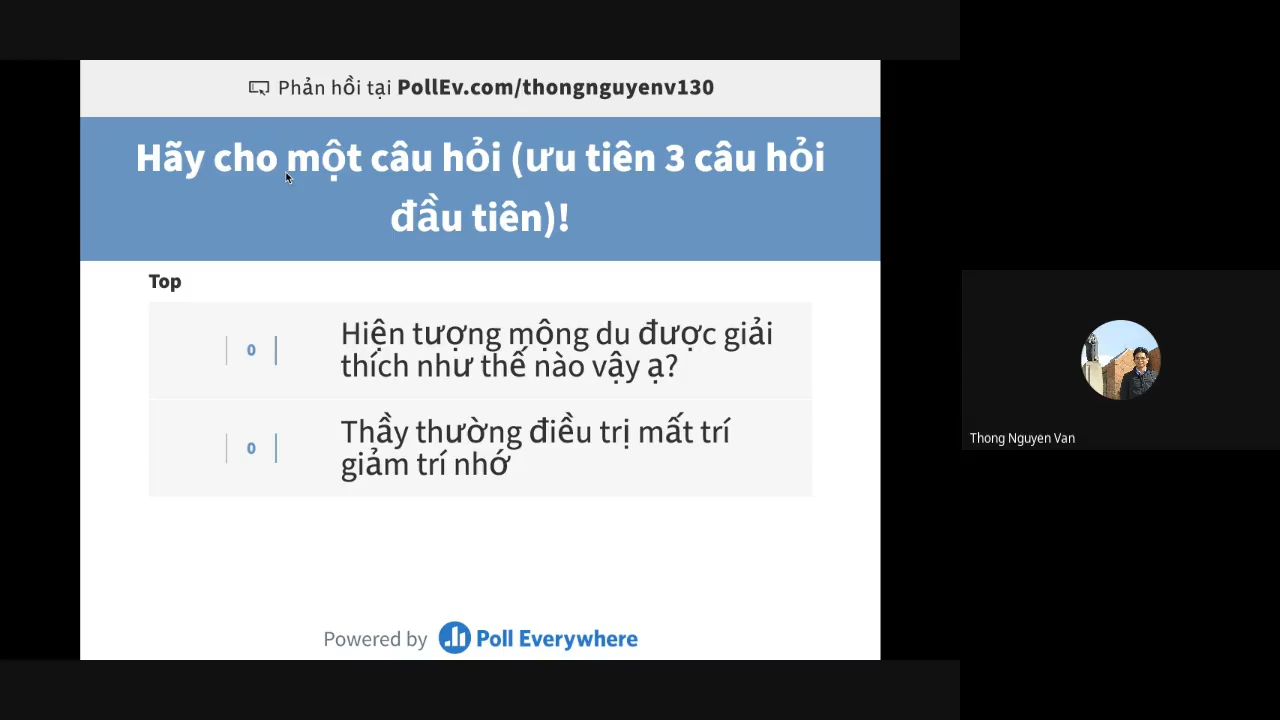 Phản hồi tại PollEv.com/thongnguyenv130
Hãy cho một câu hỏi (ưu tiên 3 câu hỏi
đầu tiên)!
Top
0
Hiện tượng mộng du được giải
thích như thế nào vậy ạ?
0
Thầy thường điều trị mất trí
giảm trí nhớ
Powered by Poll Everywhere
Thong Nguyen Van